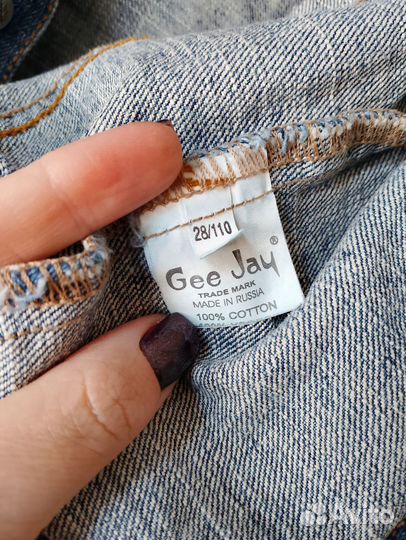 28/110
Gee Jay®
TRADE MARK
MADE IN RUSSIA
100% COTTON
Avito